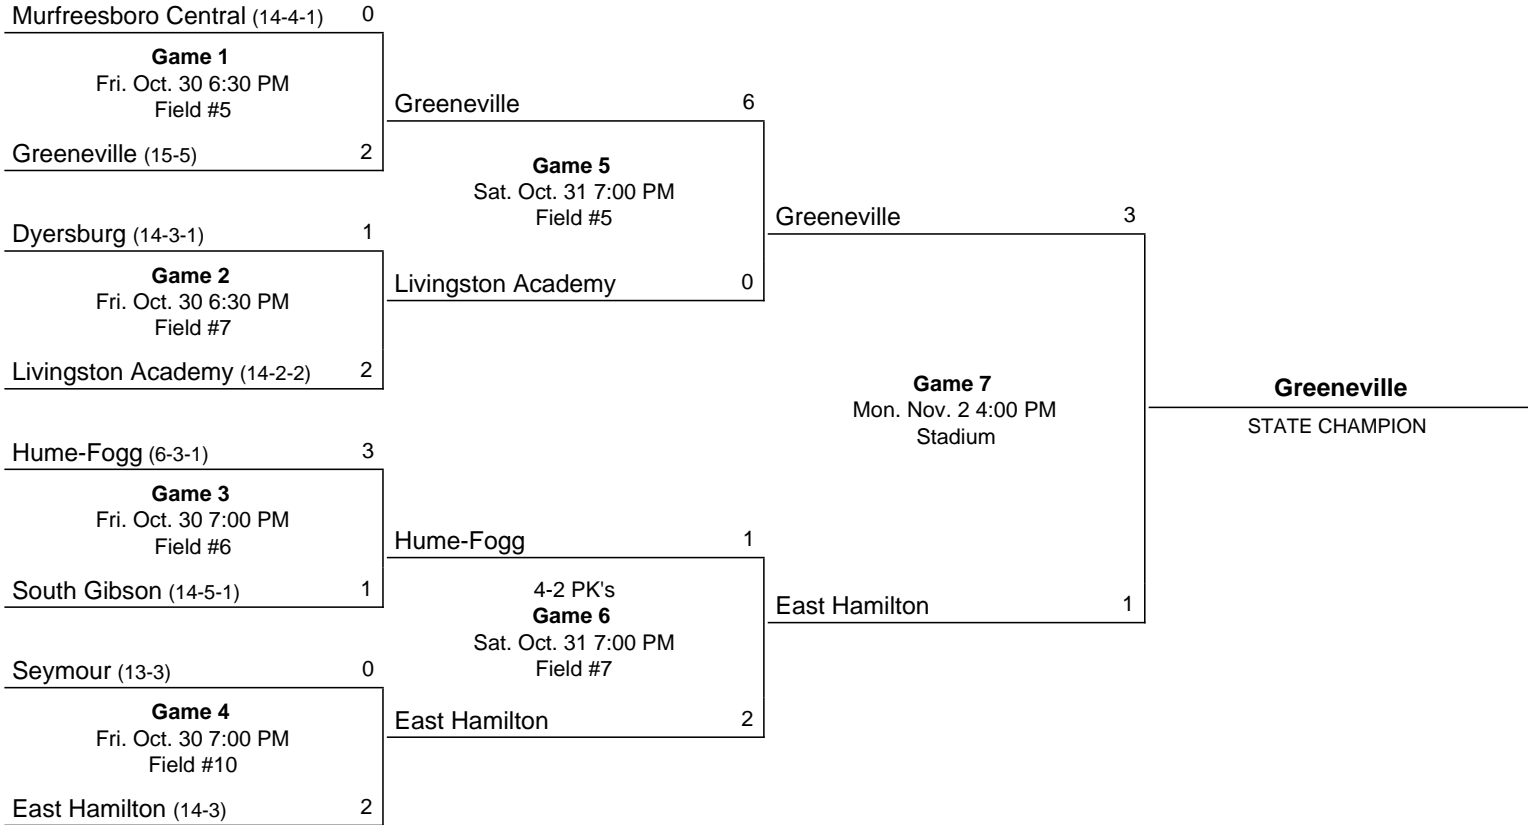 Murfreesboro Central (14-4-1) 0
Game 1
Fri. Oct. 30 6:30 PM
Field #5
Greeneville (15-5) 2
Dyersburg (14-3-1) 1
Game 2
Fri. Oct. 30 6:30 PM
Field #7
Livingston Academy (14-2-2) 2
Hume-Fogg (6-3-1) 3
Game 3
Fri. Oct. 30 7:00 PM
Field #6
South Gibson (14-5-1) 1
Seymour (13-3) 0
Game 4
Fri. Oct. 30 7:00 PM
Field #10
East Hamilton (14-3) 2
Greeneville 6
Game 5
Sat. Oct. 31 7:00 PM
Field #5
Livingston Academy 0
Hume-Fogg 1
4-2 PK's
Game 6
Sat. Oct. 31 7:00 PM
Field #7
East Hamilton 2
Greeneville 3
Game 7
Mon. Nov. 2 4:00 PM
Stadium
East Hamilton 1
Greeneville
STATE CHAMPION